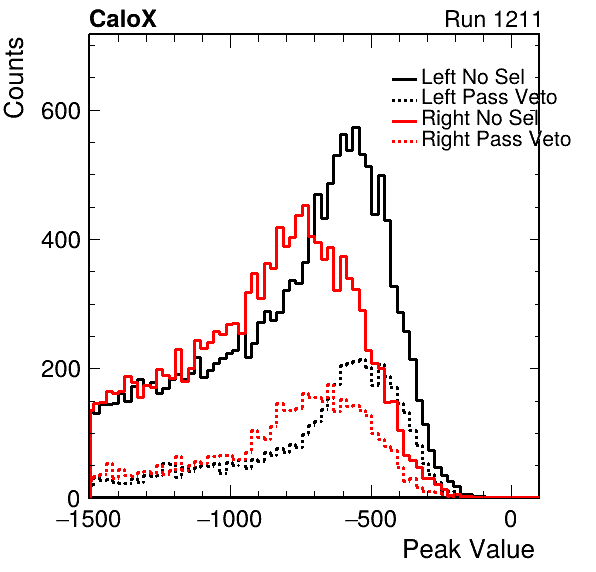 CaloX
Run 1211
Counts
Left No Sel
Left Pass Veto
Right No Sel
Right Pass Veto
600
400
200
0
−1500
−1000
−500
0
Peak Value